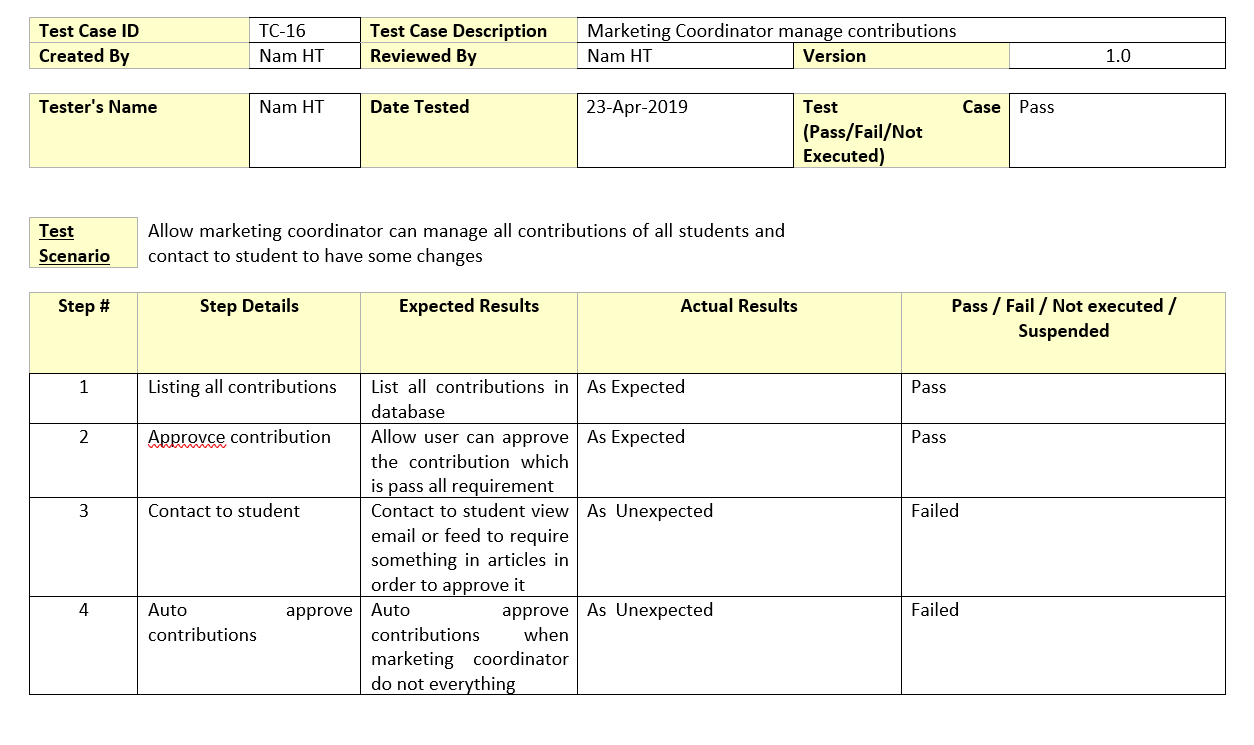 Test Case ID TC-16 Test Case Description Marketing Coordinator manage contributions
Created By Nam HT Reviewed By Nam HT Version 1.0
Tester's Name Nam HT Date Tested 23-Apr-2019 Test Case Pass
(Pass/Fail/Not
Executed)
Test
Scenario
Allow marketing coordinator can manage all contributions of all students and
contact to student to have some changes
Step # Step Details Expected Results Actual Results Pass / Fail / Not executed /
Suspended
1 Listing all contributions List all contributions in As Expected Pass
database
2 Approvce contribution Allow user can approve As Expected Pass
the contribution which
is pass all requirement
3 Contact to student Contact to student view As Unexpected Failed
email or feed to require
something in articles in
order to approve it
4 Auto approve Auto approve As Unexpected Failed
contributions contributions when
marketing coordinator
do not everything